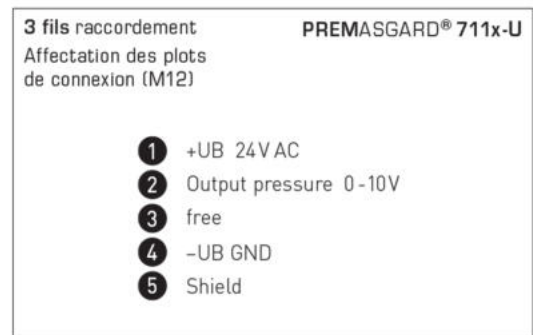 3 fils raccordement PREMASGARD® 711x-U
Affectation des plots
de connexion (M12)
1 +UB 24V AC
2 Output pressure 0-10V
3 free
4 -UB GND
5 Shield